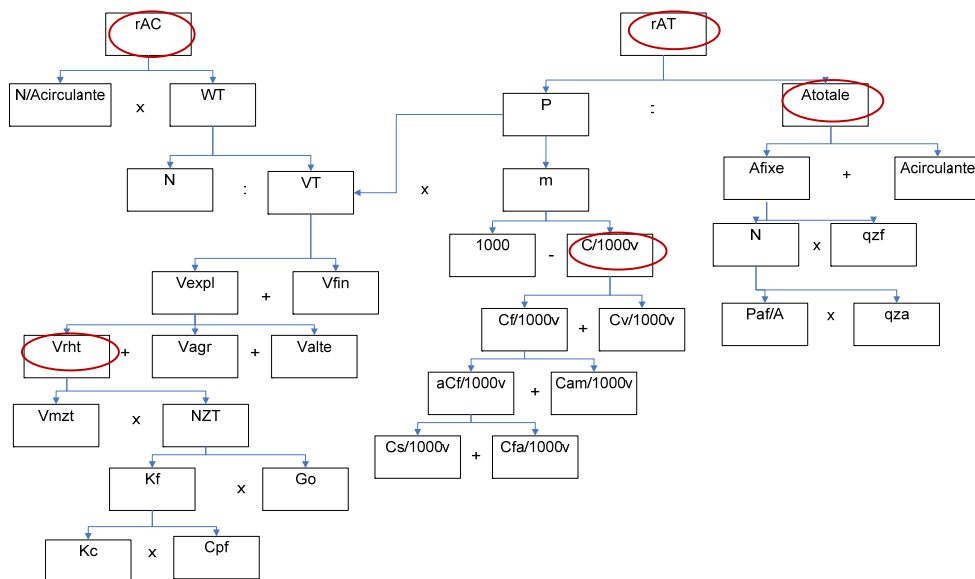 rAC
rAT
N/Acirculante
x
WT
P
:
Atotale
N
:
VT
x
m
Afixe
+
Acirculante
1000
-
C/1000v
N
x
qzf
Vexpl
+
Vfin
Cf/1000v
+
Cv/1000v
Paf/A
x
qza
Vrht
+
Vagr
+
Valte
aCf/1000v
+
Cam/1000v
Vmzt
x
NZT
Cs/1000v
+
Cfa/1000v
Kf
x
Go
Kc
x
Cpf